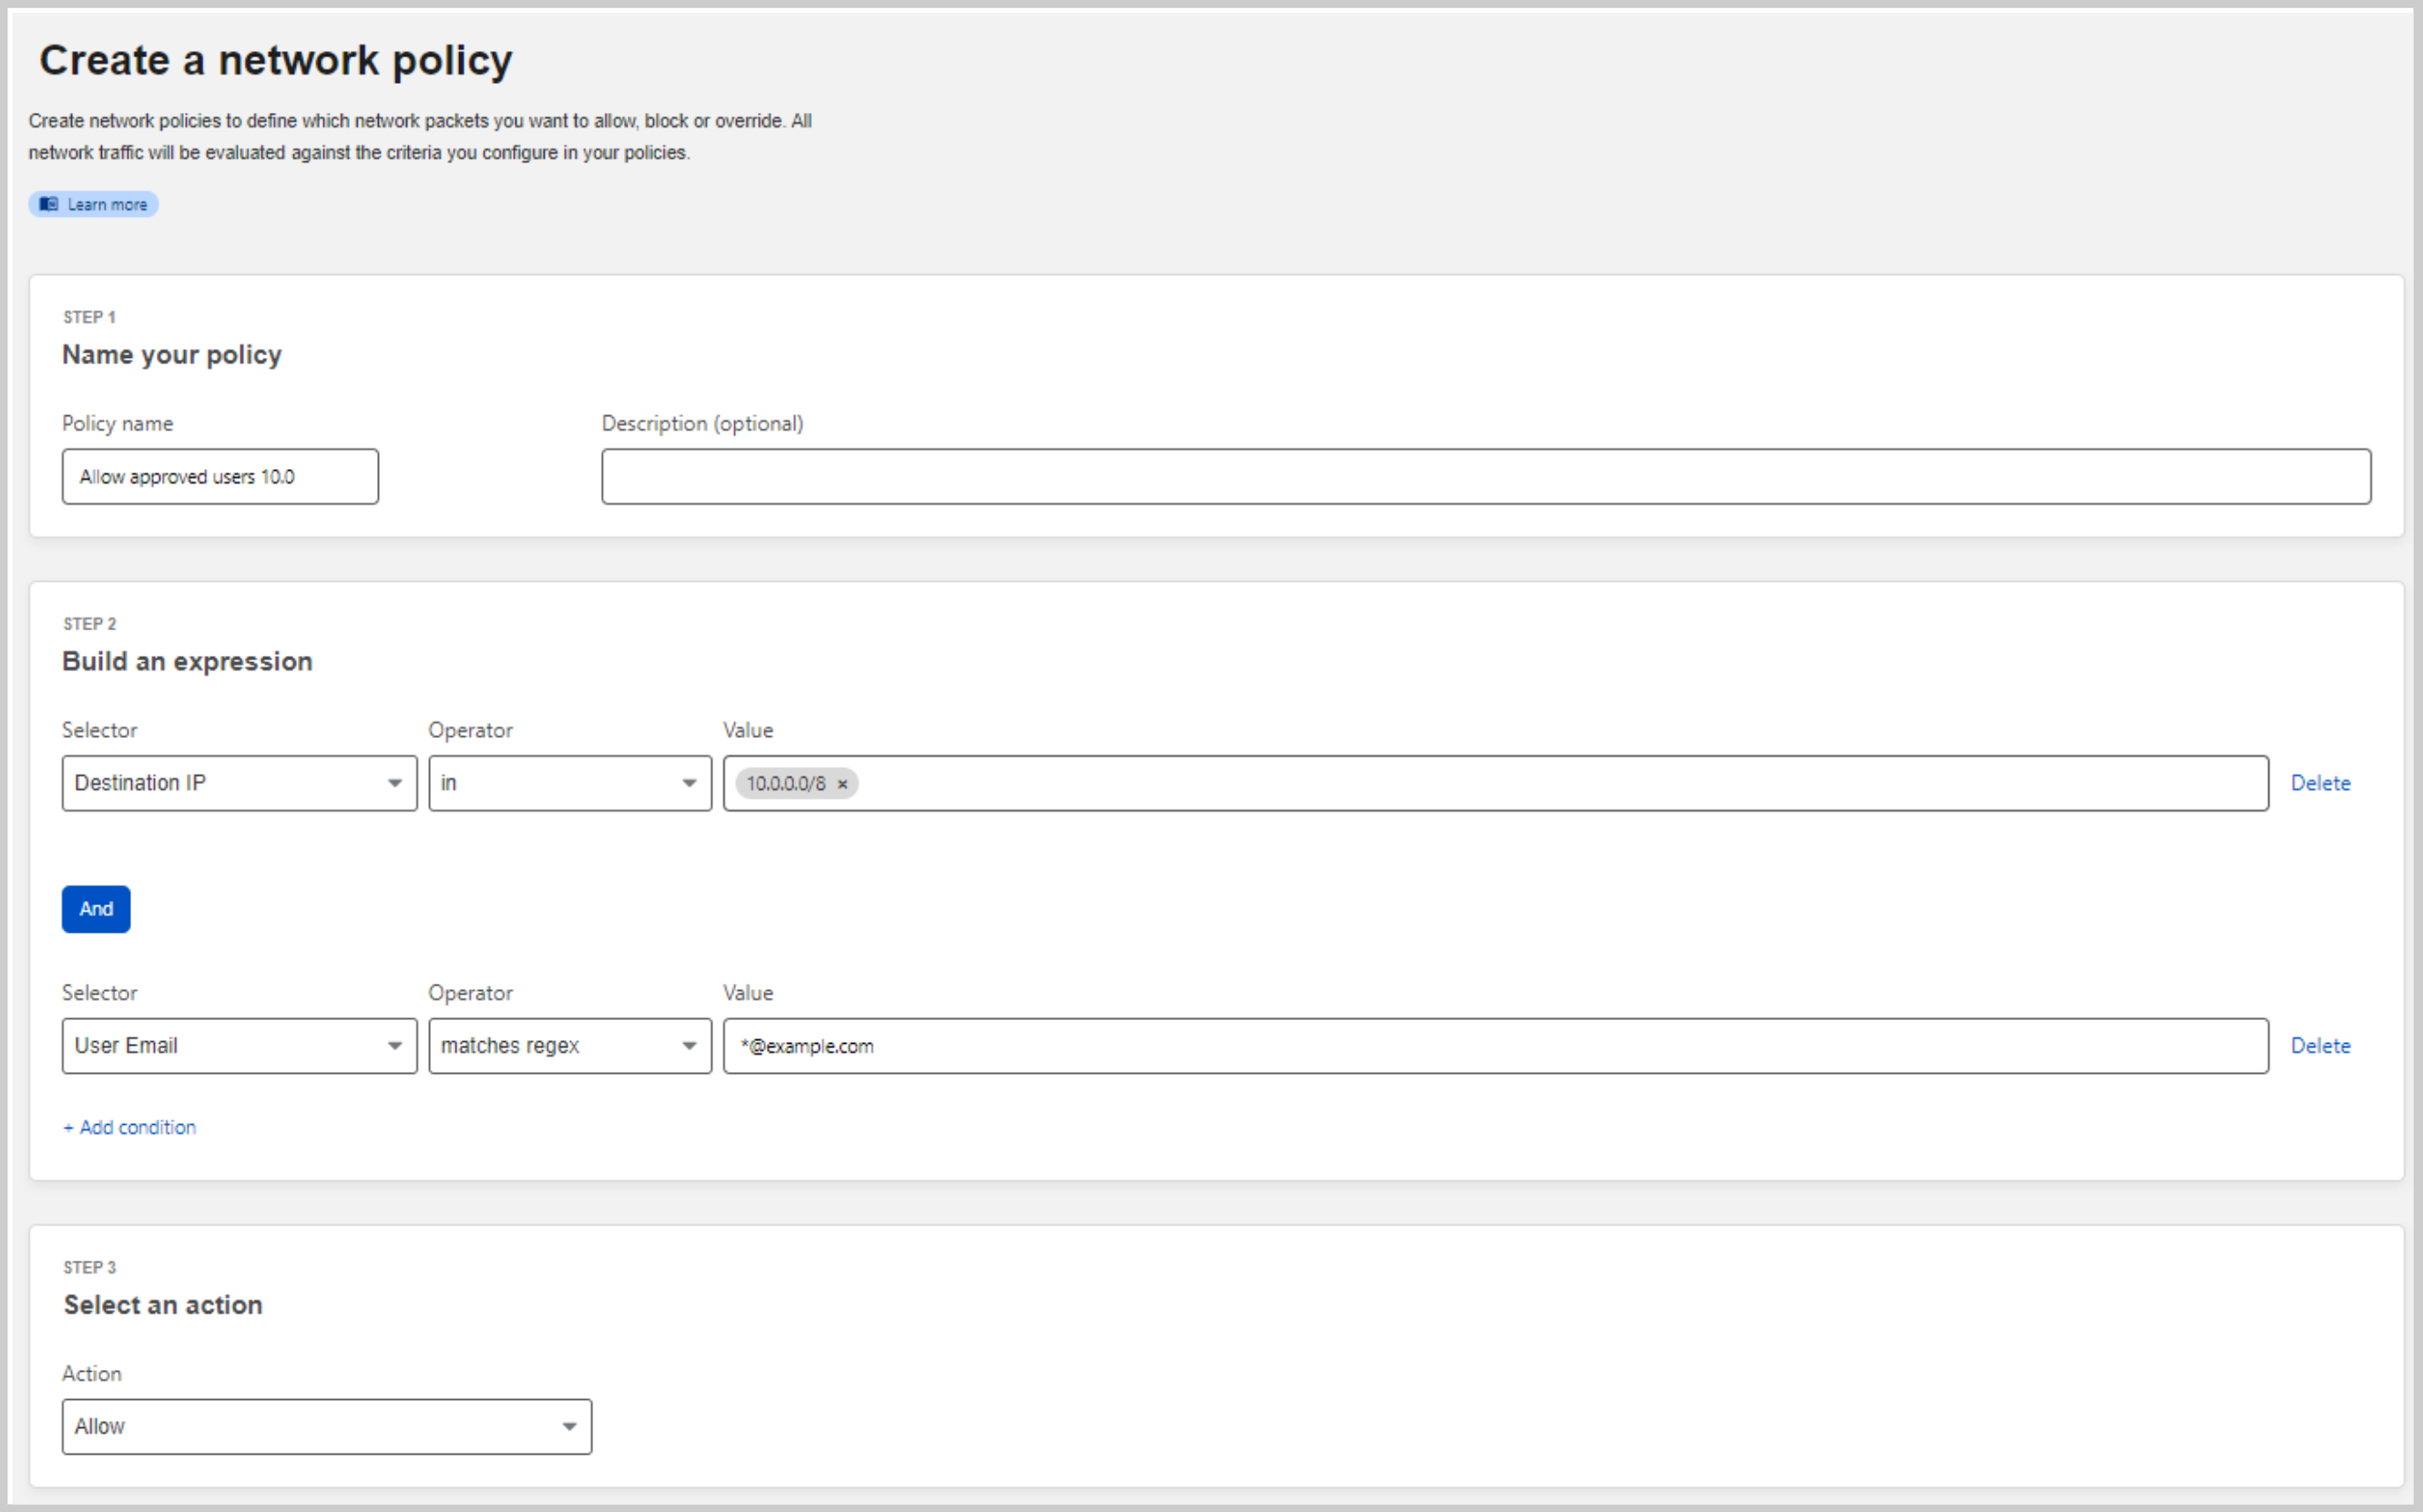 Create a network policy
Create network policies to define which network packets you want to allow, block or override. All
network traffic will be evaluated against the criteria you configure in your policies.
Learn more
STEP 1
Name your policy
Policy name Description (optional)
Allow approved users 10.0
STEP 2
Build an expression
Selector Operator Value
Destination IP in 10.0.0.0/8 × Delete
And
Selector Operator Value
User Email matches regex *@example.com Delete
+ Add condition
STEP 3
Select an action
Action
Allow